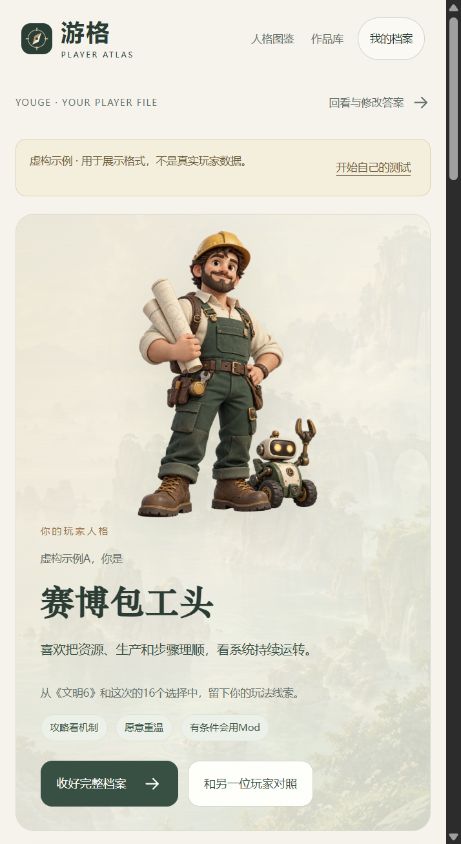 游格
PLAYER ATLAS
人格图鉴
作品库
我的档案
YOUGE · YOUR PLAYER FILE
回看与修改答案 →
虚构示例 · 用于展示格式，不是真实玩家数据。
开始自己的测试
你的玩家人格
虚构示例A，你是
赛博包工头
喜欢把资源、生产和步骤理顺，看系统持续运转。
从《文明6》和这次的16个选择中，留下你的玩法线索。
攻略看机制
愿意重温
有条件会用Mod
收好完整档案 →
和另一位玩家对照